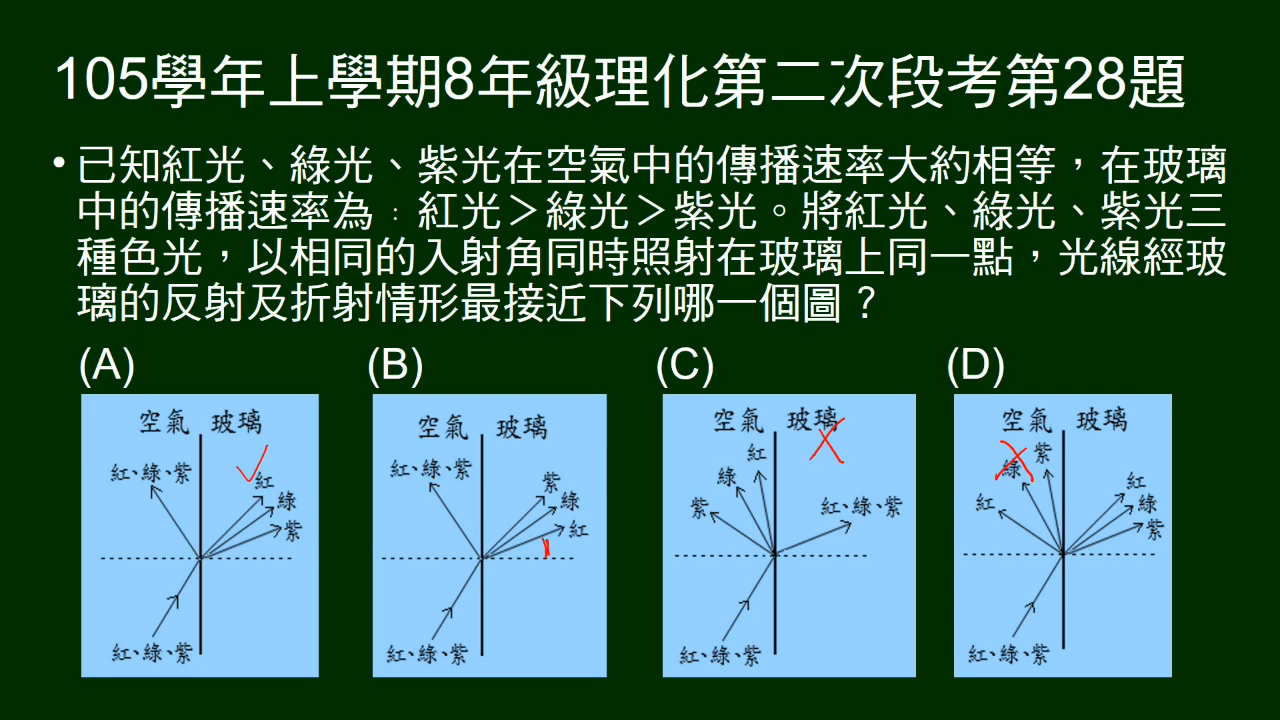 105學年上學期8年級理化第二次段考第28題
• 已知紅光、綠光、紫光在空氣中的傳播速率大約相等，在玻璃
中的傳播速率為：紅光＞綠光＞紫光。將紅光、綠光、紫光三
種色光，以相同的入射角同時照射在玻璃上同一點，光線經玻
璃的反射及折射情形最接近下列哪一個圖？
(A)
空氣 玻璃
紅、綠、紫
紅
綠
紫
紅、綠、紫
(B)
空氣 玻璃
紅、綠、紫
紫
綠
紅
紅、綠、紫
(C)
空氣 玻璃
紅
綠
紫
紅、綠、紫
紅、綠、紫
(D)
空氣 玻璃
紫
綠
紅
紅
綠
紫
紅、綠、紫